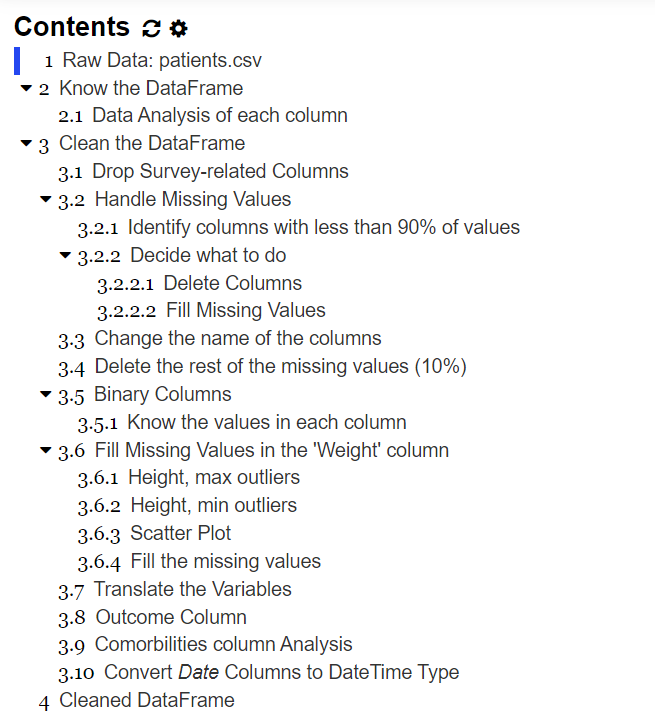 Contents
1 Raw Data: patients.csv
2 Know the DataFrame
2.1 Data Analysis of each column
3 Clean the DataFrame
3.1 Drop Survey-related Columns
3.2 Handle Missing Values
3.2.1 Identify columns with less than 90% of values
3.2.2 Decide what to do
3.2.2.1 Delete Columns
3.2.2.2 Fill Missing Values
3.3 Change the name of the columns
3.4 Delete the rest of the missing values (10%)
3.5 Binary Columns
3.5.1 Know the values in each column
3.6 Fill Missing Values in the 'Weight' column
3.6.1 Height, max outliers
3.6.2 Height, min outliers
3.6.3 Scatter Plot
3.6.4 Fill the missing values
3.7 Translate the Variables
3.8 Outcome Column
3.9 Comorbilities column Analysis
3.10 Convert Date Columns to DateTime Type
4 Cleaned DataFrame